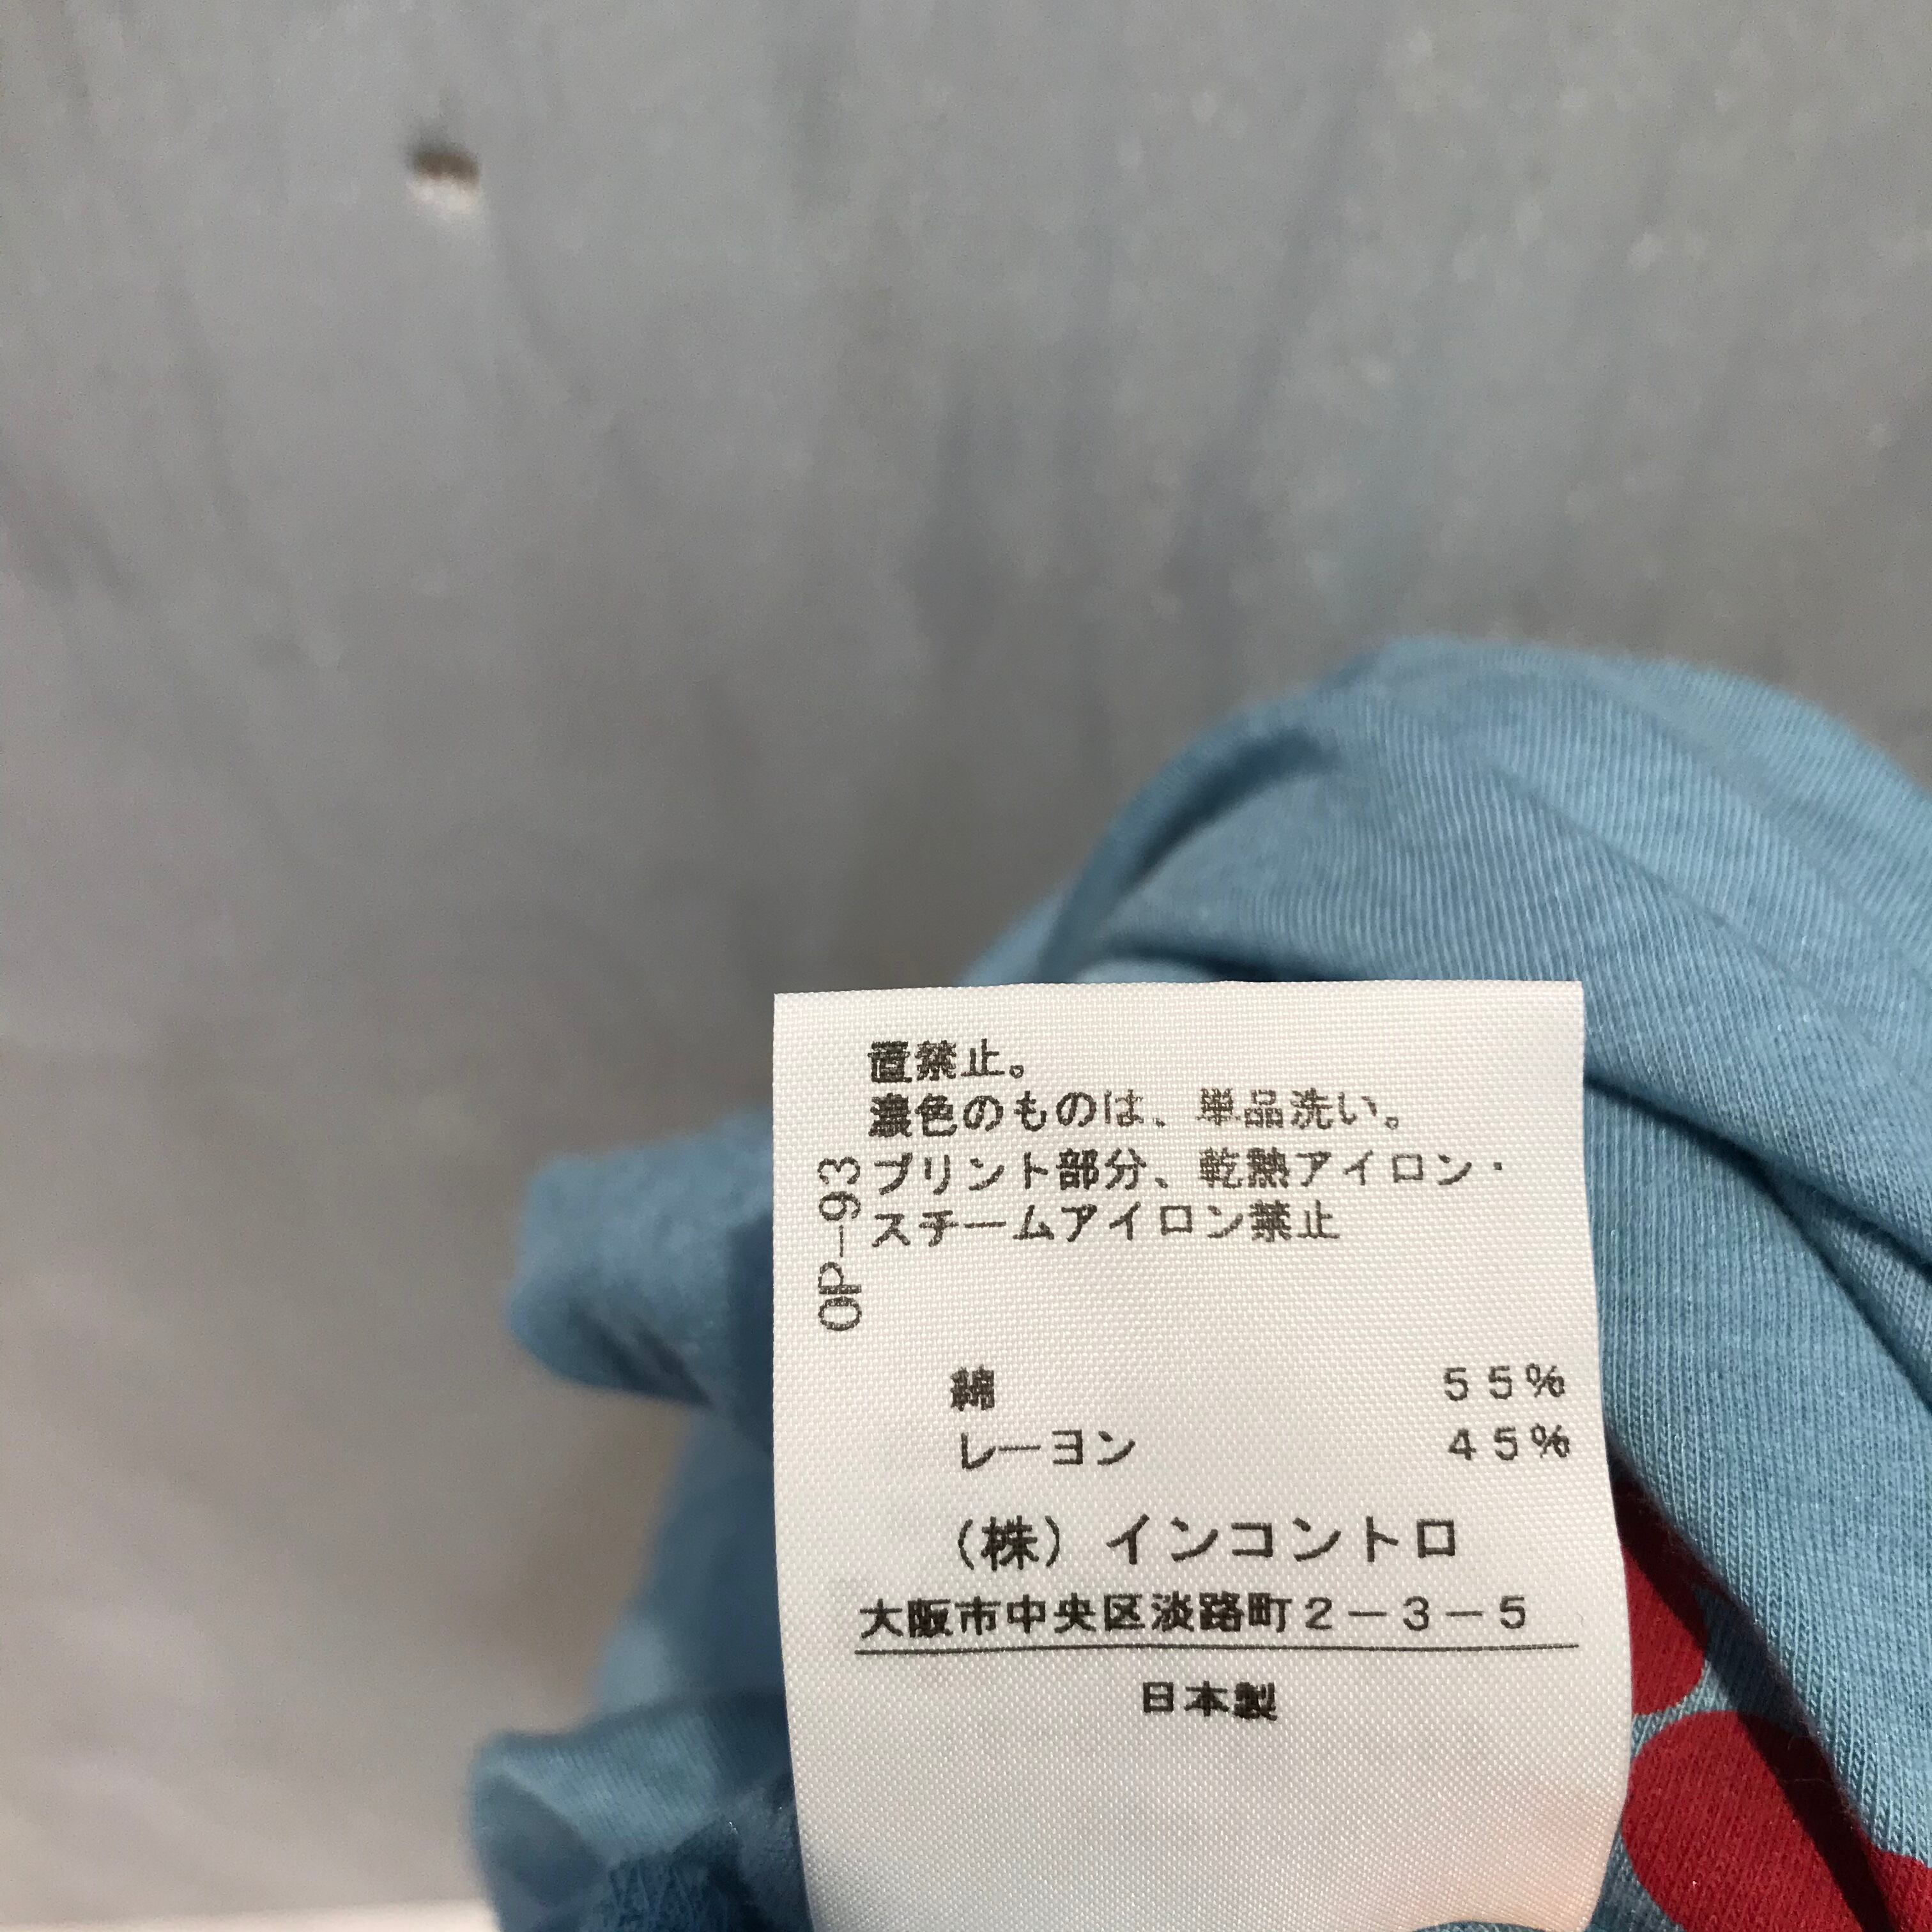 置禁止。
濃色のものは、単品洗い。
プリント部分、乾熱アイロン・
スチームアイロン禁止
OP-93
綿 55%
レーヨン 45%
(株)インコントロ
大阪市中央区淡路町2-3-5
日本製